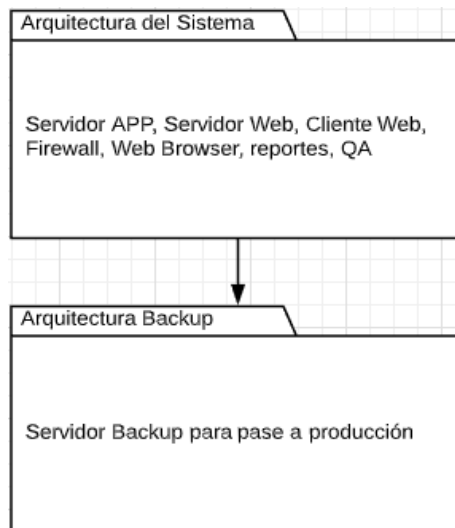 Arquitectura del Sistema
Servidor APP, Servidor Web, Cliente Web,
Firewall, Web Browser, reportes, QA
Arquitectura Backup
Servidor Backup para pase a producción